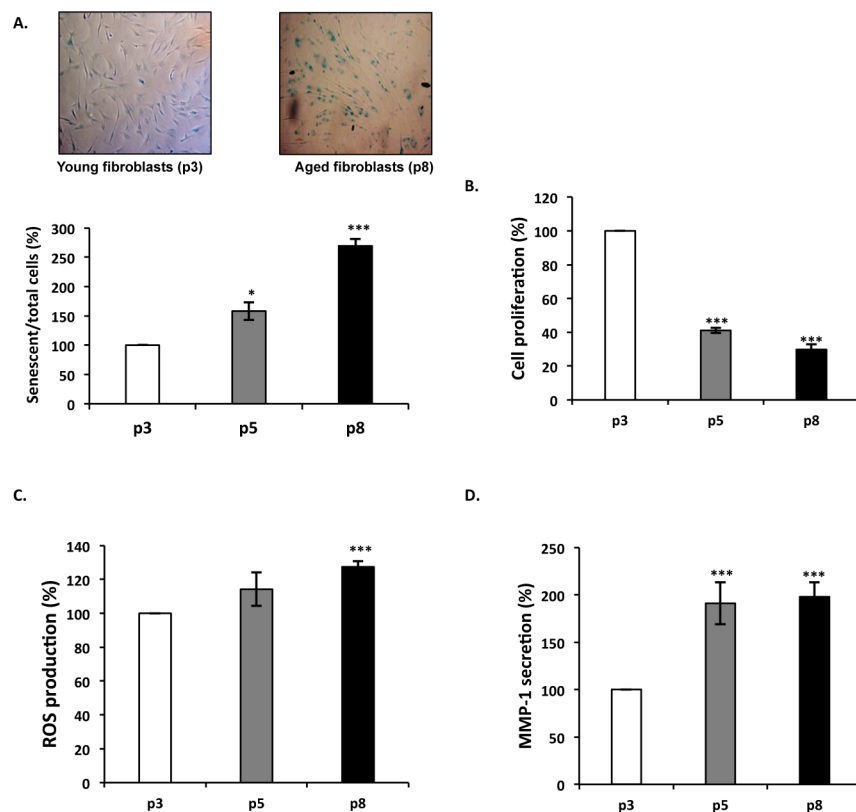 A.
Young fibroblasts (p3)
Aged fibroblasts (p8)
Senescent/total cells (%)
300
250
200
150
100
50
0
*
***
p3
p5
p8
B.
Cell proliferation (%)
120
100
80
60
40
20
0
***
***
p3
p5
p8
C.
ROS production (%)
140
120
100
80
60
40
20
0
***
p3
p5
p8
D.
MMP-1 secretion (%)
250
200
150
100
50
0
***
***
p3
p5
p8